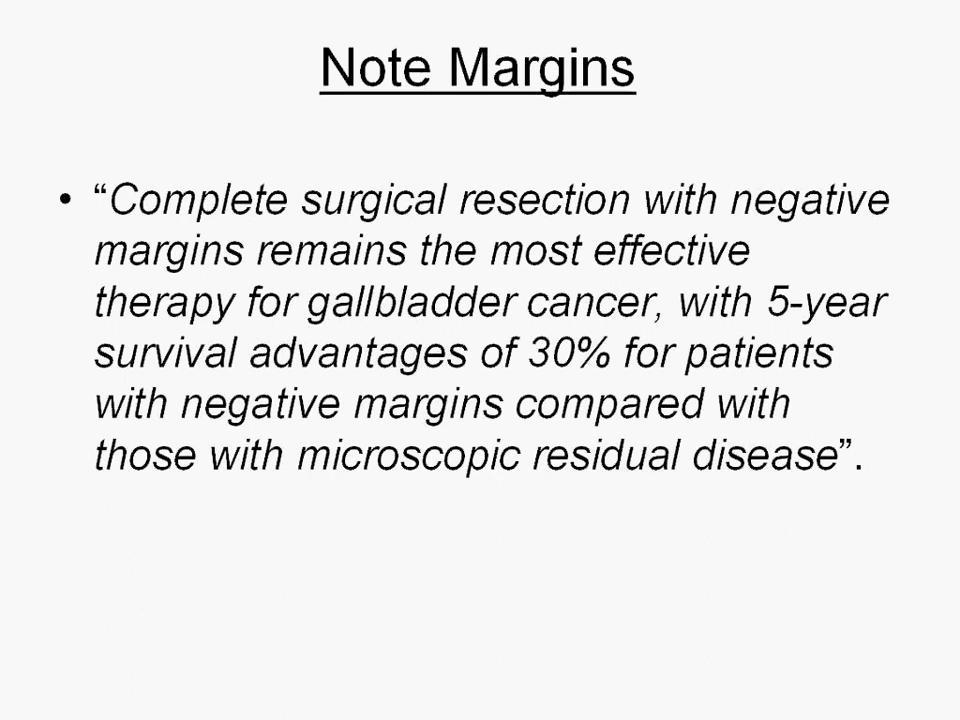 Note Margins
• “Complete surgical resection with negative
margins remains the most effective
therapy for gallbladder cancer, with 5-year
survival advantages of 30% for patients
with negative margins compared with
those with microscopic residual disease”.